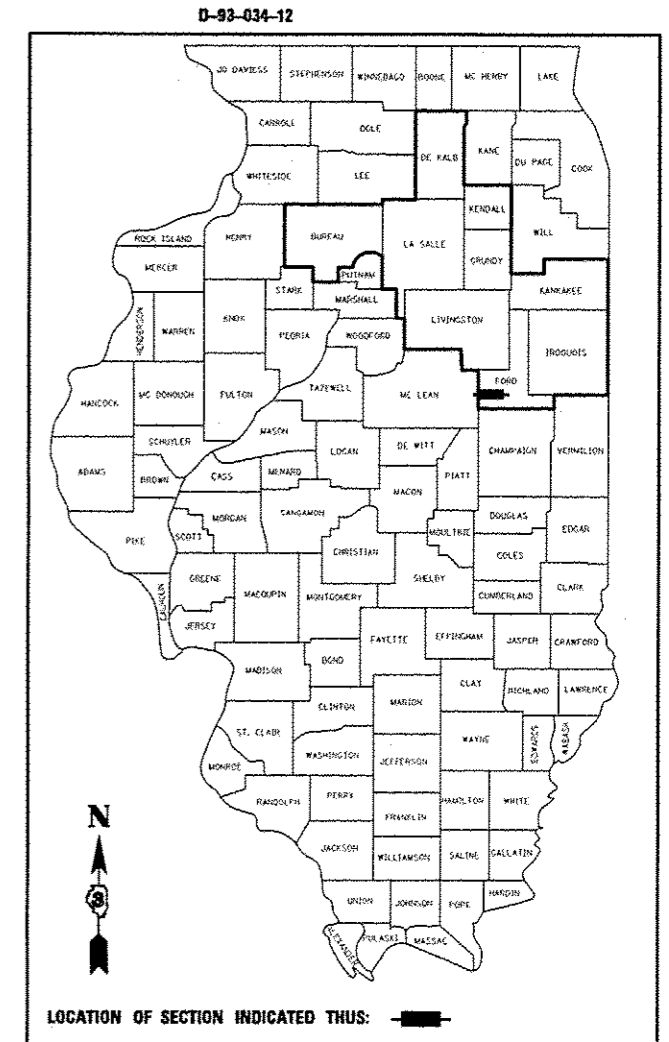 D-93-034-12
JO DAVIESS STEPHENSON WINNEBAGO BOONE MC HENRY LAKE
CARROLL OGLE DE KALB KANE DU PAGE COOK
WHITESIDE LEE KENDALL WILL
ROCK ISLAND HENRY BUREAU LA SALLE GRUNDY
MERCER PUTNAM KANKAKEE
STARK MARSHALL
HENDERSON WARREN KNOX PEORIA WOODFORD LIVINGSTON IROQUOIS
FORD
HANCOCK MC DONOUGH FULTON TAZEWELL MC LEAN
SCHUYLER MASON LOGAN DE WITT CHAMPAIGN VERMILION
ADAMS BROWN CASS MENARD PIATT
MACON
PIKE SCOTT MORGAN SANGAMON MOULTRIE DOUGLAS EDGAR
CHRISTIAN COLES
CALHOUN GREENE MACOUPIN MONTGOMERY SHELBY CUMBERLAND CLARK
JERSEY FAYETTE EFFINGHAM JASPER CRAWFORD
MADISON BOND
CLAY RICHLAND LAWRENCE
CLINTON MARION
ST. CLAIR WAYNE EDWARDS WABASH
WASHINGTON JEFFERSON
MONROE
RANDOLPH PERRY HAMILTON WHITE
FRANKLIN
N
JACKSON WILLIAMSON SALINE GALLATIN
3
UNION JOHNSON POPE HARDIN
ALEXANDER PULASKI MASSAC
LOCATION OF SECTION INDICATED THUS: